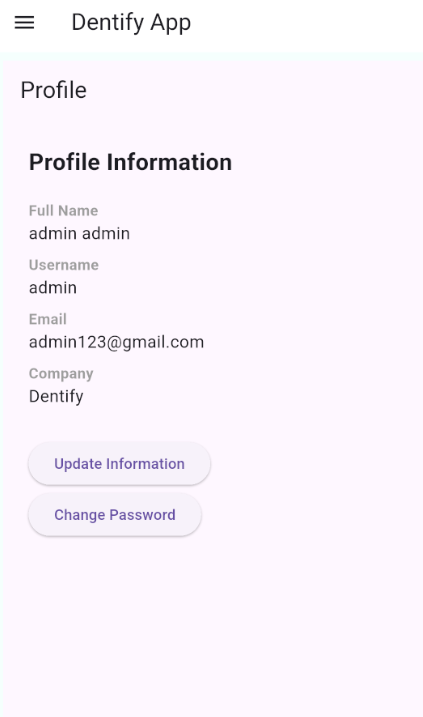 Dentify App
Profile
Profile Information
Full Name
admin admin
Username
admin
Email
admin123@gmail.com
Company
Dentify
Update Information
Change Password